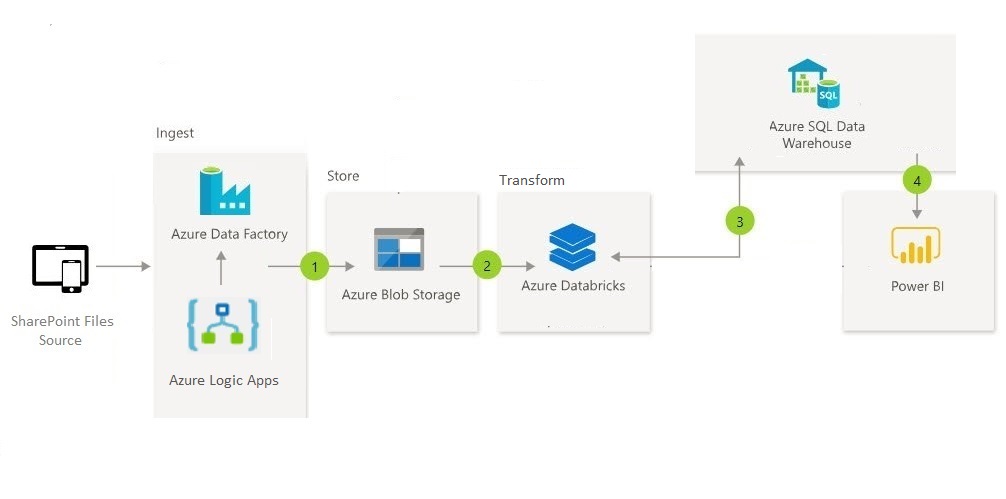 Ingest
Azure Data Factory
Azure Logic Apps
SharePoint Files
Source
1
Store
Azure Blob Storage
2
Transform
Azure Databricks
3
SQL
Azure SQL Data
Warehouse
4
Power BI